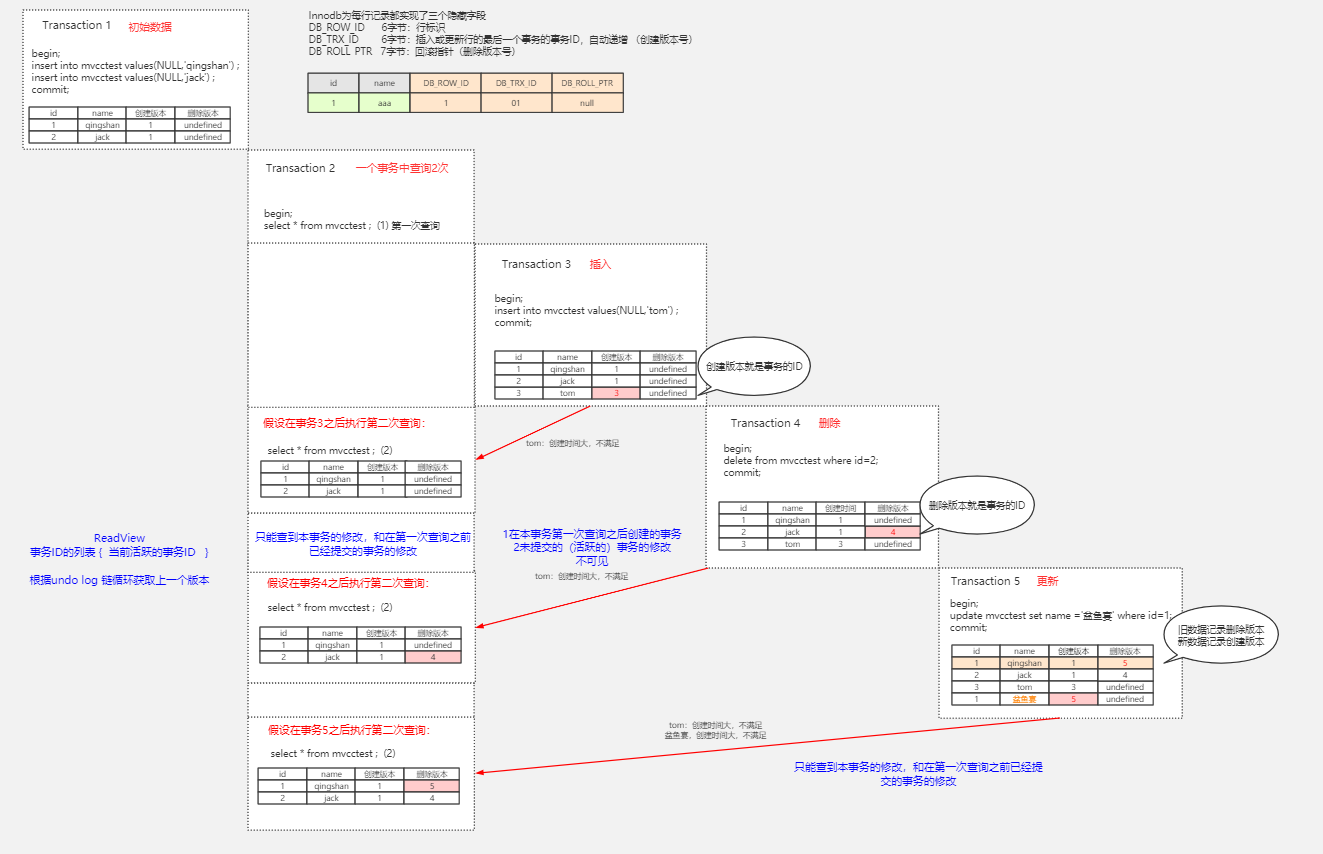 Transaction 1 初始数据
begin;
insert into mvcctest values(NULL,'qingshan') ;
insert into mvcctest values(NULL,'jack') ;
commit;
id name 创建版本 删除版本
1 qingshan 1 undefined
2 jack 1 undefined
Innodb为每行记录都实现了三个隐藏字段
DB_ROW_ID 6字节：行标识
DB_TRX_ID 6字节：插入或更新行的最后一个事务的事务ID，自动递增 （创建版本号）
DB_ROLL_PTR 7字节：回滚指针（删除版本号）
id name DB_ROW_ID DB_TRX_ID DB_ROLL_PTR
1 aaa 1 01 null
Transaction 2 一个事务中查询2次
begin;
select * from mvcctest ; (1) 第一次查询
Transaction 3 插入
begin;
insert into mvcctest values(NULL,'tom') ;
commit;
id name 创建版本 删除版本
1 qingshan 1 undefined
2 jack 1 undefined
3 tom 3 undefined
创建版本就是事务的ID
假设在事务3之后执行第二次查询：
select * from mvcctest ; (2)
id name 创建版本 删除版本
1 qingshan 1 undefined
2 jack 1 undefined
tom：创建时间大，不满足
Transaction 4 删除
begin;
delete from mvcctest where id=2;
commit;
id name 创建时间 删除版本
1 qingshan 1 undefined
2 jack 1 4
3 tom 3 undefined
删除版本就是事务的ID
ReadView
事务ID的列表 { 当前活跃的事务ID }
根据undo log 链循环获取上一个版本
只能查到本事务的修改，和在第一次查询之前
已经提交的事务的修改
1在本事务第一次查询之后创建的事务
2未提交的（活跃的）事务的修改
不可见
tom：创建时间大，不满足
假设在事务4之后执行第二次查询：
select * from mvcctest ; (2)
id name 创建版本 删除版本
1 qingshan 1 undefined
2 jack 1 4
Transaction 5 更新
begin;
update mvcctest set name ='盆鱼宴' where id=1;
commit;
id name 创建版本 删除版本
1 qingshan 1 5
2 jack 1 4
3 tom 3 undefined
1 盆鱼宴 5 undefined
旧数据记录删除版本
新数据记录创建版本
假设在事务5之后执行第二次查询：
select * from mvcctest ; (2)
id name 创建版本 删除版本
1 qingshan 1 5
2 jack 1 4
tom：创建时间大，不满足
盆鱼宴，创建时间大，不满足
只能查到本事务的修改，和在第一次查询之前已经提
交的事务的修改